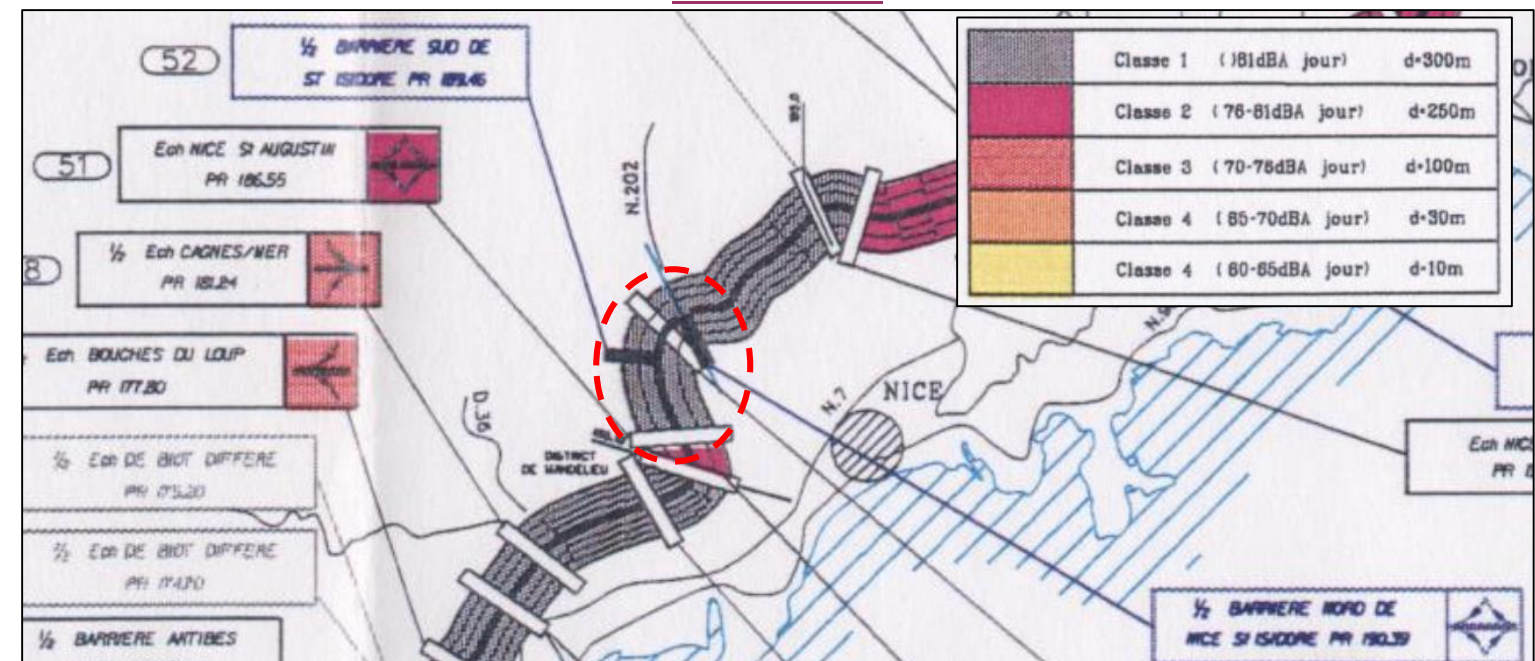 52
½ BARRIERE SUD DE
ST ISIDORE PR 189.46
51
Ech NICE St AUGUSTIN
PR 186.55
½ Ech CAGNES/MER
PR 181.24
Ech BOUCHES DU LOUP
PR 177.80
½ Ech DE BIOT DIFFERE
PR 175.20
½ Ech DE BIOT DIFFERE
½ BARRIERE ANTIBES
N.202
D.36
DISTRICT
DE MANDELIEU
N.7
NICE
Classe 1 ( )81dBA jour) d=300m
Classe 2 ( 76-81dBA jour) d=250m
Classe 3 ( 70-76dBA jour) d=100m
Classe 4 ( 65-70dBA jour) d=30m
Classe 4 ( 60-65dBA jour) d=10m
Ech NIC
PR
½ BARRIERE NORD DE
NICE St ISIDORE PR 190.39